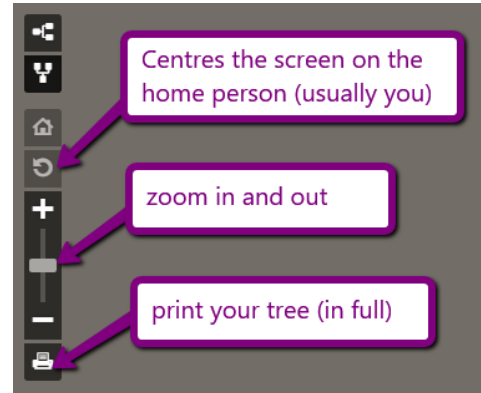 Centres the screen on the
home person (usually you)
zoom in and out
print your tree (in full)